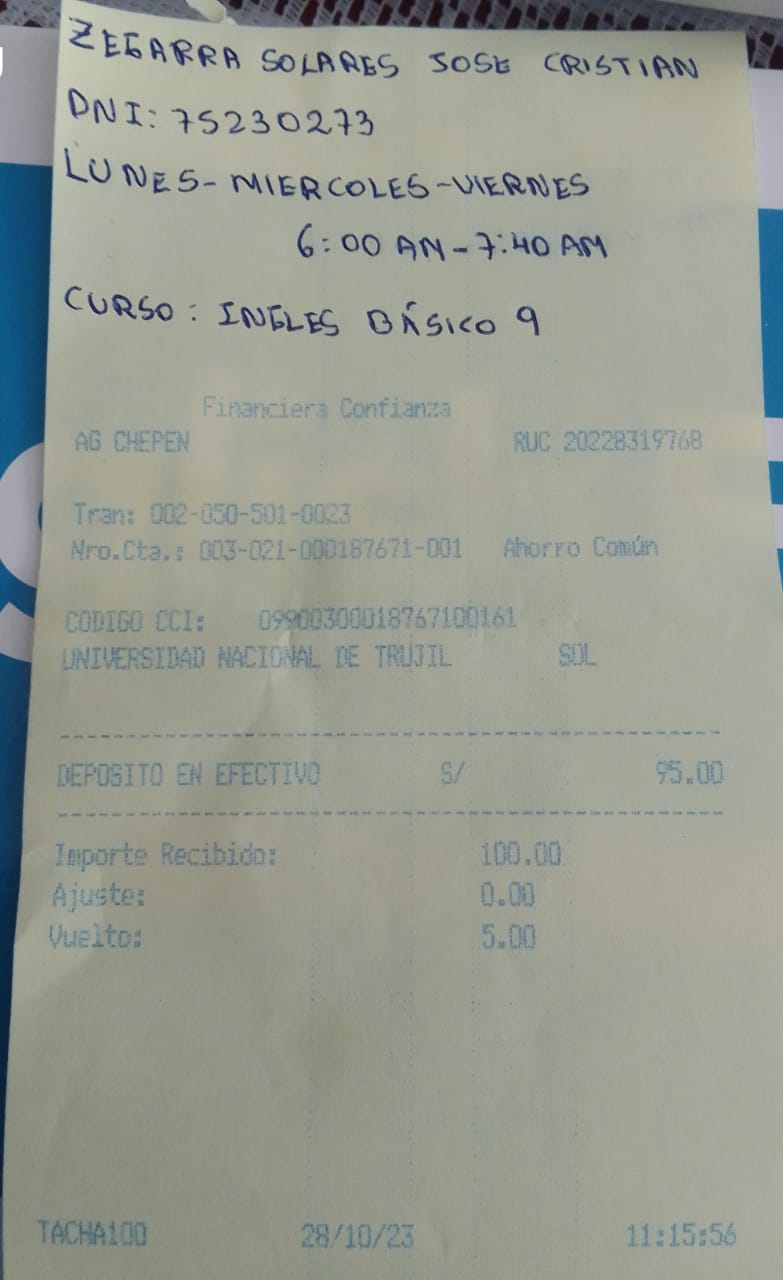 ZEGARRA SOLARES JOSE CRISTIAN
DNI: 75230273
LUNES-MIERCOLES-VIERNES
6:00 AM-7:40 AM
CURSO: INGLES BÁSICO 9
Financiera Confianza
AG CHEPEN RUC 20228319768
Tran: 002-050-501-0023
Nro.Cta.: 003-021-000187671-001 Ahorro Común
CODIGO CCI: 09900300018767100161
UNIVERSIDAD NACIONAL DE TRUJIL SOL
DEPOSITO EN EFECTIVO S/ 95.00
Importe Recibido: 100.00
Ajuste: 0.00
Vuelto: 5.00
TACHA100 28/10/23 11:15:56